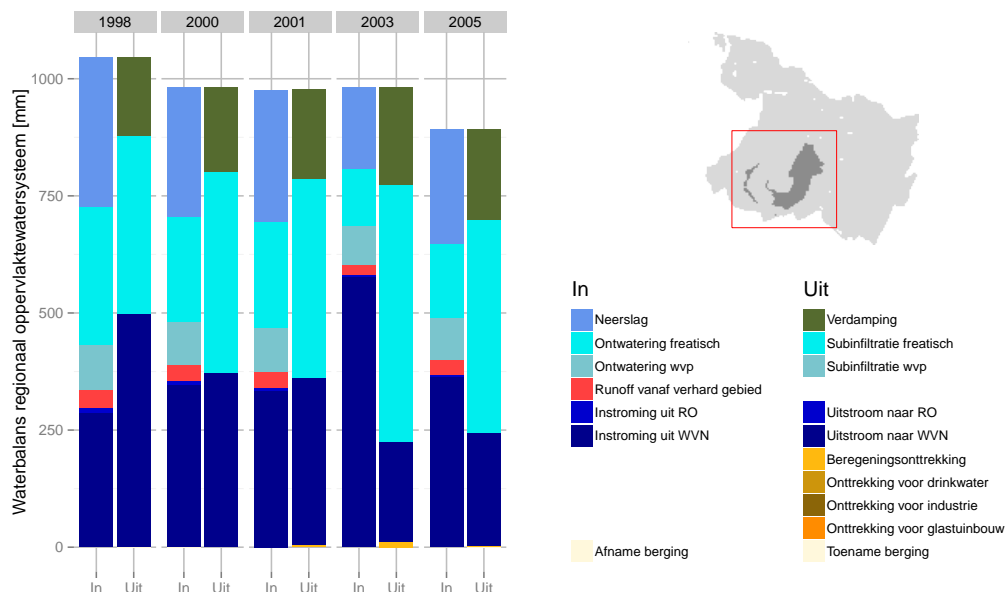 1998 2000 2001 2003 2005
Waterbalans regionaal oppervlaktewatersysteem [mm]
1000
750
500
250
0
In Uit In Uit In Uit In Uit In Uit
In
Neerslag
Ontwatering freatisch
Ontwatering wvp
Runoff vanaf verhard gebied
Instroming uit RO
Instroming uit WVN
Afname berging
Uit
Verdamping
Subinfiltratie freatisch
Subinfiltratie wvp
Uitstroom naar RO
Uitstroom naar WVN
Beregeningsonttrekking
Onttrekking voor drinkwater
Onttrekking voor industrie
Onttrekking voor glastuinbouw
Toename berging